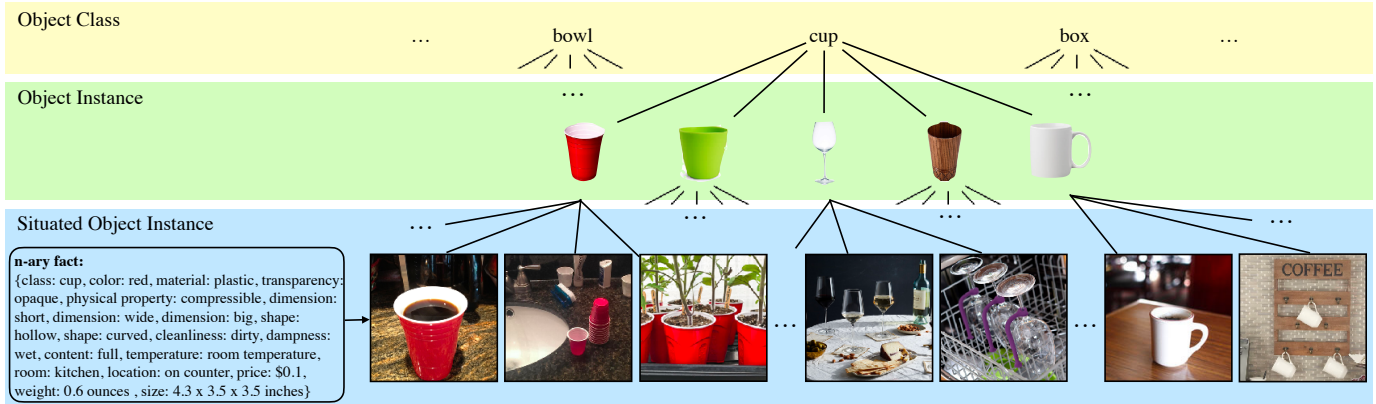 Object Class
… bowl cup box …
Object Instance
… …
Situated Object Instance
… … … …
n-ary fact:
{class: cup, color: red, material: plastic, transparency:
opaque, physical property: compressible, dimension:
short, dimension: wide, dimension: big, shape:
hollow, shape: curved, cleanliness: dirty, dampness:
wet, content: full, temperature: room temperature,
room: kitchen, location: on counter, price: $0.1,
weight: 0.6 ounces , size: 4.3 x 3.5 x 3.5 inches}
… …
COFFEE